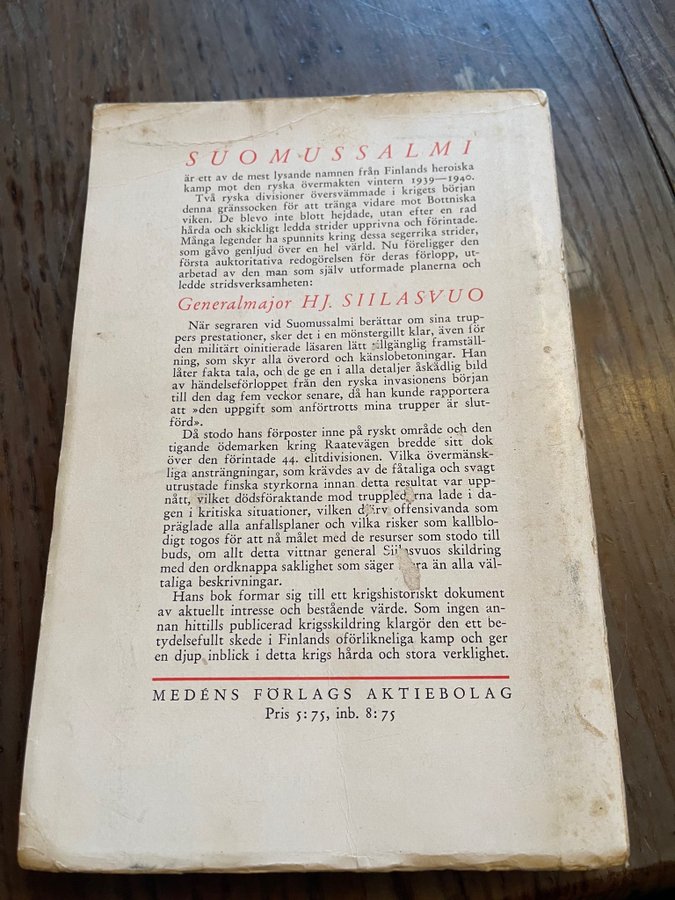 SUOMUSSALMI
är ett av de mest lysande namnen från Finlands heroiska
kamp mot den ryska övermakten vintern 1939—1940.
Två ryska divisioner översvämmade i krigets början
denna gränssocken för att tränga vidare mot Bottniska
viken. De blevo inte blott hejdade, utan efter en rad
hårda och skickligt ledda strider upprivna och förintade.
Många legender ha spunnits kring dessa segerrika strider,
som gåvo genljud över en hel värld. Nu föreligger den
första auktoritativa redogörelsen för deras förlopp, ut-
arbetad av den man som själv utformade planerna och
ledde stridsverksamheten:
Generalmajor HJ. SIILASVUO
När segraren vid Suomussalmi berättar om sina trup-
pers prestationer, sker det i en mönstergillt klar, även för
den militärt oinitierade läsaren lätt tillgänglig framställ-
ning, som skyr alla överord och känslobetoningar. Han
låter fakta tala, och de ge en i alla detaljer åskådlig bild
av händelseförloppet från den ryska invasionens början
till den dag fem veckor senare, då han kunde rapportera
att »den uppgift som anförtrotts mina trupper är slut-
förd».
Då stodo hans förposter inne på ryskt område och den
tigande ödemarken kring Raatevägen bredde sitt dok
över den förintade 44. elitdivisionen. Vilka övermänsk-
liga ansträngningar, som krävdes av de fåtaliga och svagt
utrustade finska styrkorna innan detta resultat var upp-
nått, vilket dödsföraktande mod truppledarna lade i da-
gen i kritiska situationer, vilken djärv offensivanda som
präglade alla anfallsplaner och vilka risker som kallblo-
digt togos för att nå målet med de resurser som stodo till
buds, om allt detta vittnar general Siilasvuos skildring
med den ordknappa saklighet som säger mera än alla väl-
taliga beskrivningar.
Hans bok formar sig till ett krigshistoriskt dokument
av aktuellt intresse och bestående värde. Som ingen an-
nan hittills publicerad krigsskildring klargör den ett be-
tydelsefullt skede i Finlands oförlikneliga kamp och ger
en djup inblick i detta krigs hårda och stora verklighet.
MEDÉNS FÖRLAGS AKTIEBOLAG
Pris 5:75, inb. 8:75